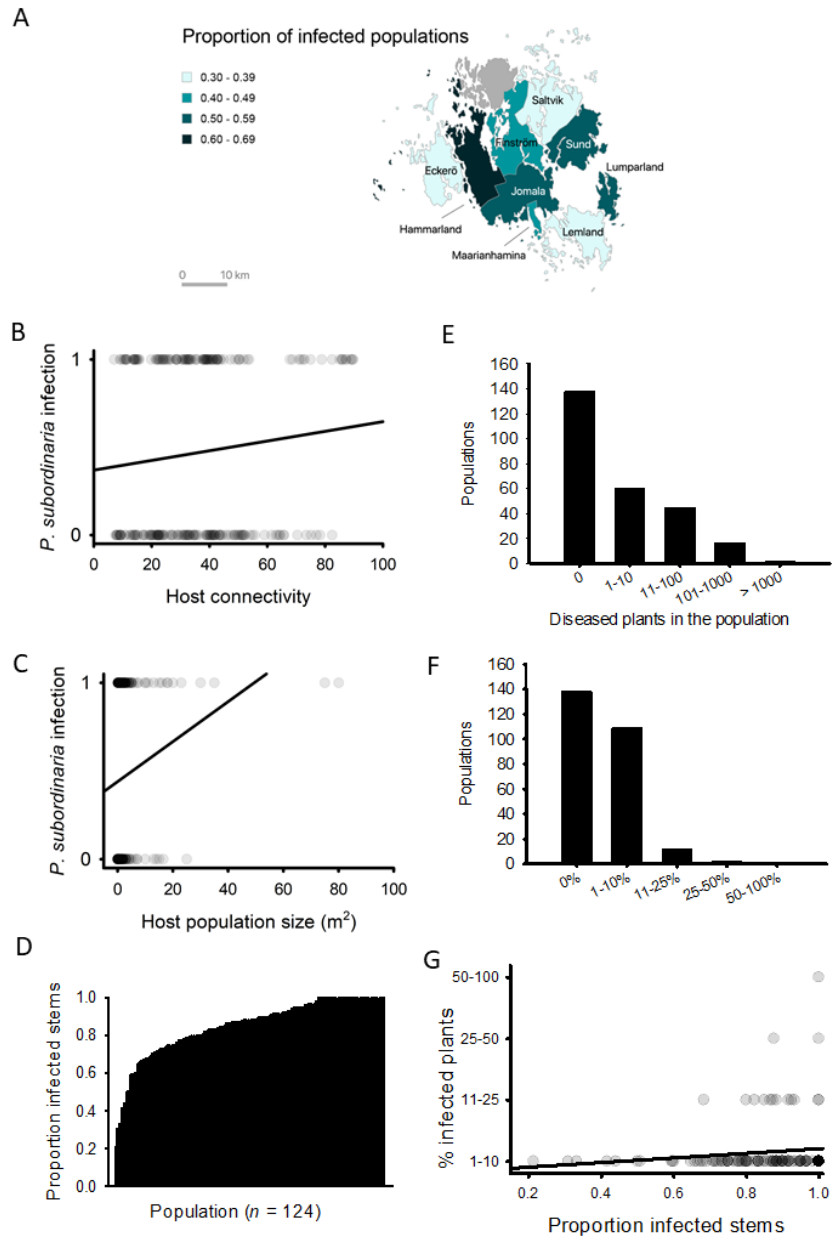 A
Proportion of infected populations
0.30 - 0.39
0.40 - 0.49
0.50 - 0.59
0.60 - 0.69
Saltvik
Finström
Sund
Lumparland
Eckerö
Jomala
Hammarland
Lemland
Maarianhamina
0 10 km
B
1
0
P. subordinaria infection
0 20 40 60 80 100
Host connectivity
C
1
0
P. subordinaria infection
0 20 40 60 80 100
Host population size (m²)
D
1.0
0.8
0.6
0.4
0.2
0.0
Proportion infected stems
Population (n = 124)
E
160
140
120
100
80
60
40
20
0
Populations
0 1-10 11-100 101-1000 > 1000
Diseased plants in the population
F
160
140
120
100
80
60
40
20
0
Populations
0% 1-10% 11-25% 25-50% 50-100%
G
50-100
25-50
11-25
1-10
% infected plants
0.2 0.4 0.6 0.8 1.0
Proportion infected stems